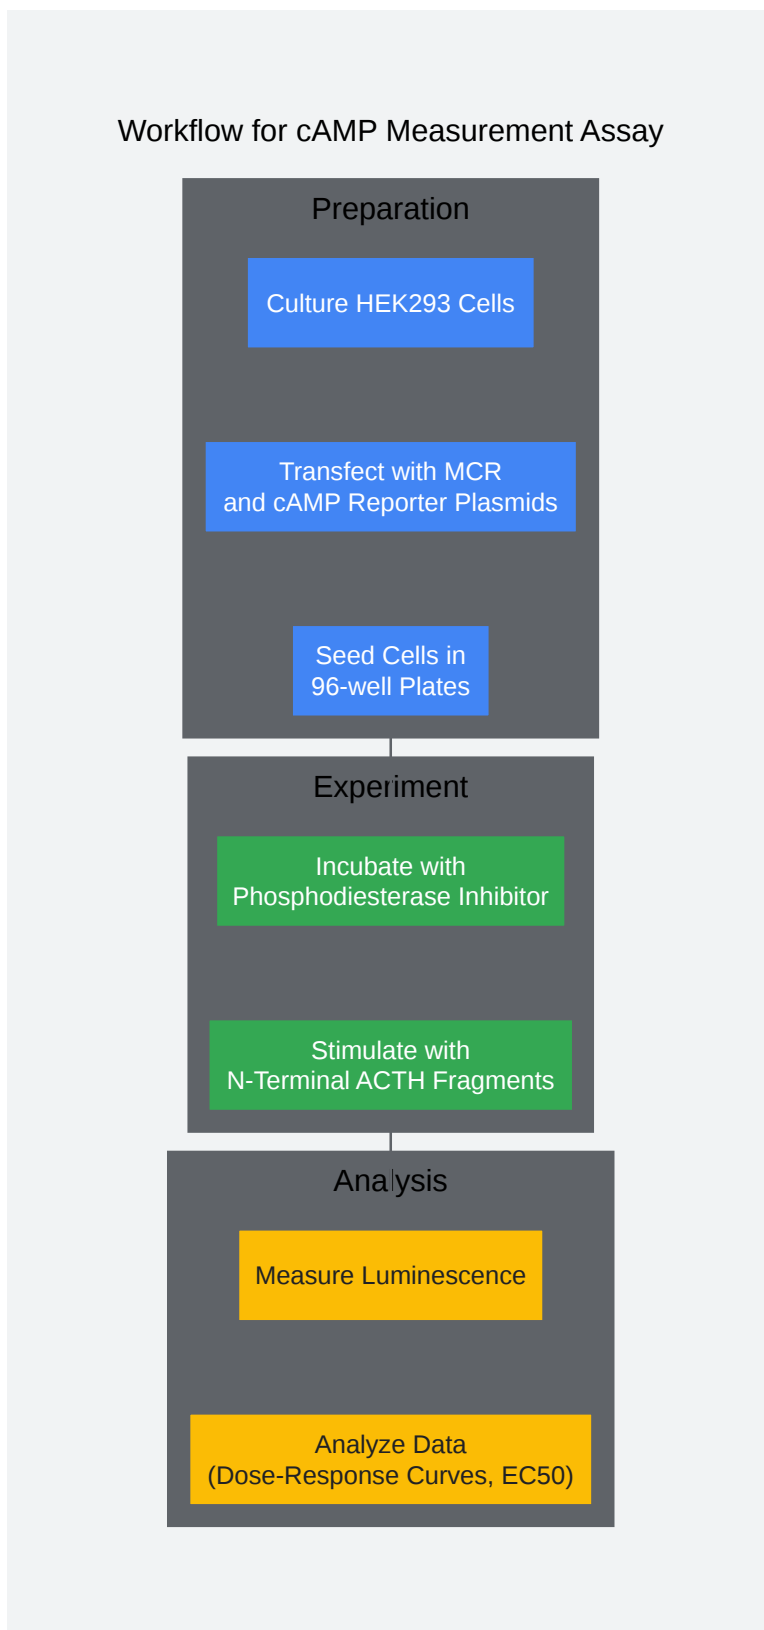 Workflow for cAMP Measurement Assay
Preparation
Culture HEK293 Cells
Transfect with MCR
and cAMP Reporter Plasmids
Seed Cells in
96-well Plates
Experiment
Incubate with
Phosphodiesterase Inhibitor
Stimulate with
N-Terminal ACTH Fragments
Analysis
Measure Luminescence
Analyze Data
(Dose-Response Curves, EC50)